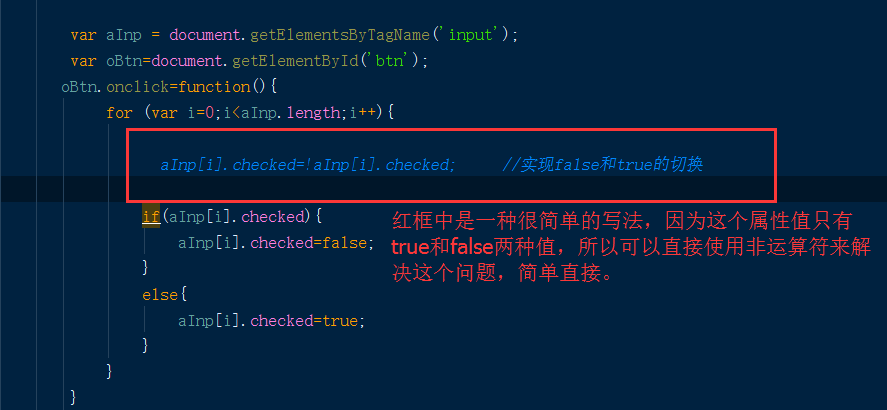 var aInp = document.getElementsByTagName('input');
var oBtn=document.getElementById('btn');
oBtn.onclick=function(){
for (var i=0;i<aInp.length;i++){
aInp[i].checked=!aInp[i].checked; //实现false和true的切换
if(aInp[i].checked){
aInp[i].checked=false;
}
else{
aInp[i].checked=true;
}
}
}
红框中是一种很简单的写法，因为这个属性值只有
true和false两种值，所以可以直接使用非运算符来解
决这个问题，简单直接。